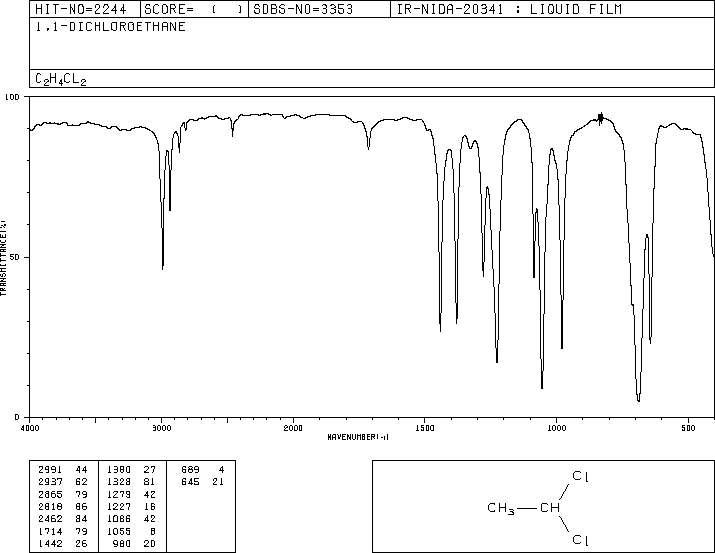 HIT-NO=2244 SCORE= ( ) SDBS-NO=3353 IR-NIDA-20341 : LIQUID FILM
1,1-DICHLOROETHANE
C2H4CL2
100
50
0
TRANSMITTANCE(%)
4000 3000 2000 1500 1000 500
WAVENUMBER(-1)
2991 44 1380 27 689 4
2937 62 1328 81 645 21
2865 79 1279 42
2818 86 1227 16
2462 84 1086 42
1714 79 1055 8
1442 26 980 20
Cl
CH3—CH
Cl